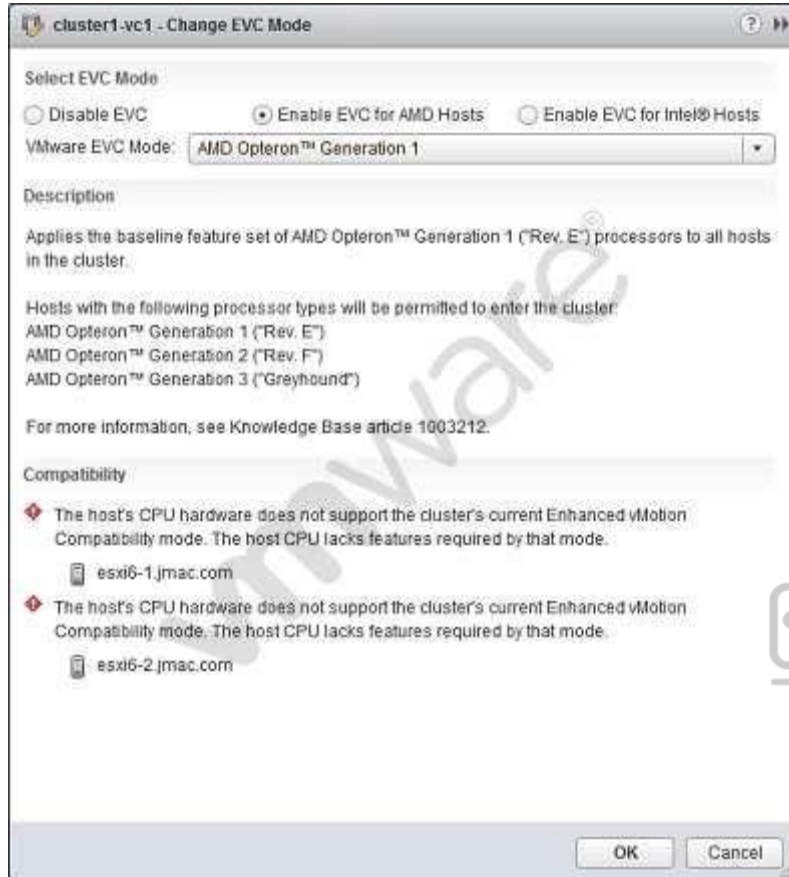 cluster1-vc1 - Change EVC Mode
Select EVC Mode
Disable EVC Enable EVC for AMD Hosts Enable EVC for Intel® Hosts
VMware EVC Mode: AMD Opteron™ Generation 1
Description
Applies the baseline feature set of AMD Opteron™ Generation 1 ("Rev. E") processors to all hosts
in the cluster.
Hosts with the following processor types will be permitted to enter the cluster:
AMD Opteron™ Generation 1 ("Rev. E")
AMD Opteron™ Generation 2 ("Rev. F")
AMD Opteron™ Generation 3 ("Greyhound")
For more information, see Knowledge Base article 1003212.
Compatibility
The host's CPU hardware does not support the cluster's current Enhanced vMotion
Compatibility mode. The host CPU lacks features required by that mode.
esxi6-1.jmac.com
The host's CPU hardware does not support the cluster's current Enhanced vMotion
Compatibility mode. The host CPU lacks features required by that mode.
esxi6-2.jmac.com
vmware®
OK Cancel